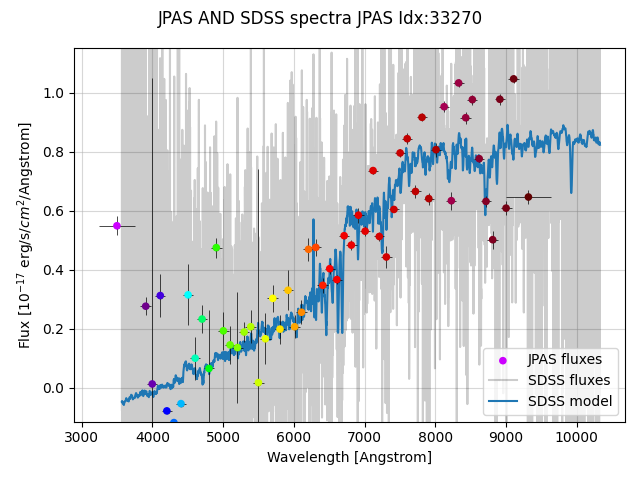 JPAS AND SDSS spectra JPAS Idx:33270
Flux [10⁻¹⁷ erg/s/cm²/Angstrom]
1.0
0.8
0.6
0.4
0.2
0.0
JPAS fluxes
SDSS fluxes
SDSS model
3000 4000 5000 6000 7000 8000 9000 10000
Wavelength [Angstrom]